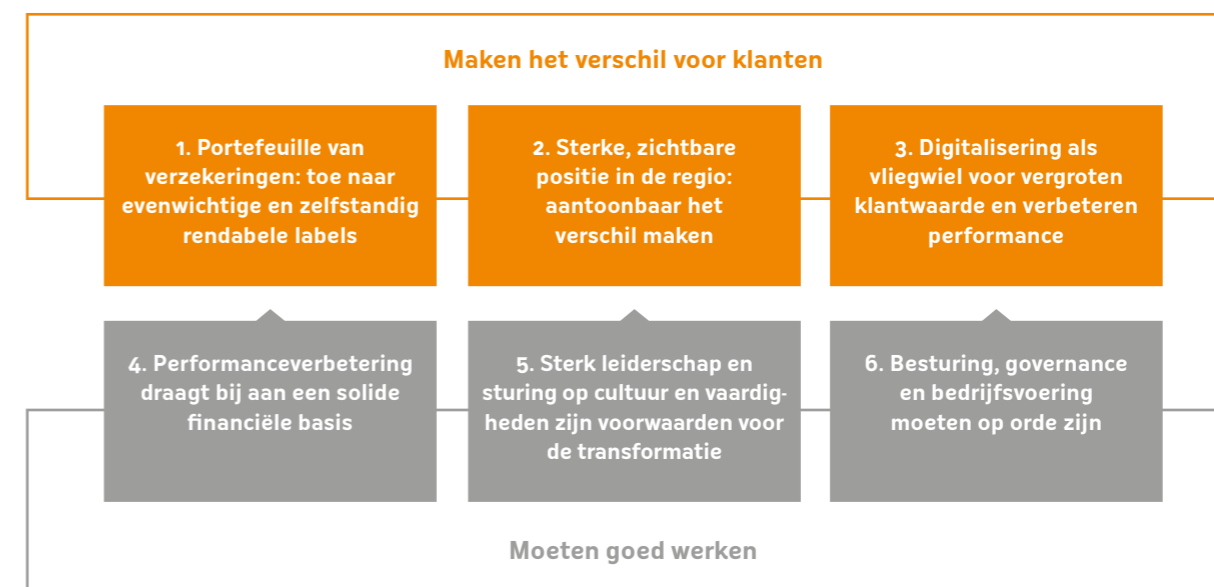 Maken het verschil voor klanten
1. Portefeuille van
verzekeringen: toe naar
evenwichtige en zelfstandig
rendabele labels
2. Sterke, zichtbare
positie in de regio:
aantoonbaar het
verschil maken
3. Digitalisering als
vliegwiel voor vergroten
klantwaarde en verbeteren
performance
4. Performanceverbetering
draagt bij aan een solide
financiële basis
5. Sterk leiderschap en
sturing op cultuur en vaardig-
heden zijn voorwaarden voor
de transformatie
6. Besturing, governance
en bedrijfsvoering
moeten op orde zijn
Moeten goed werken